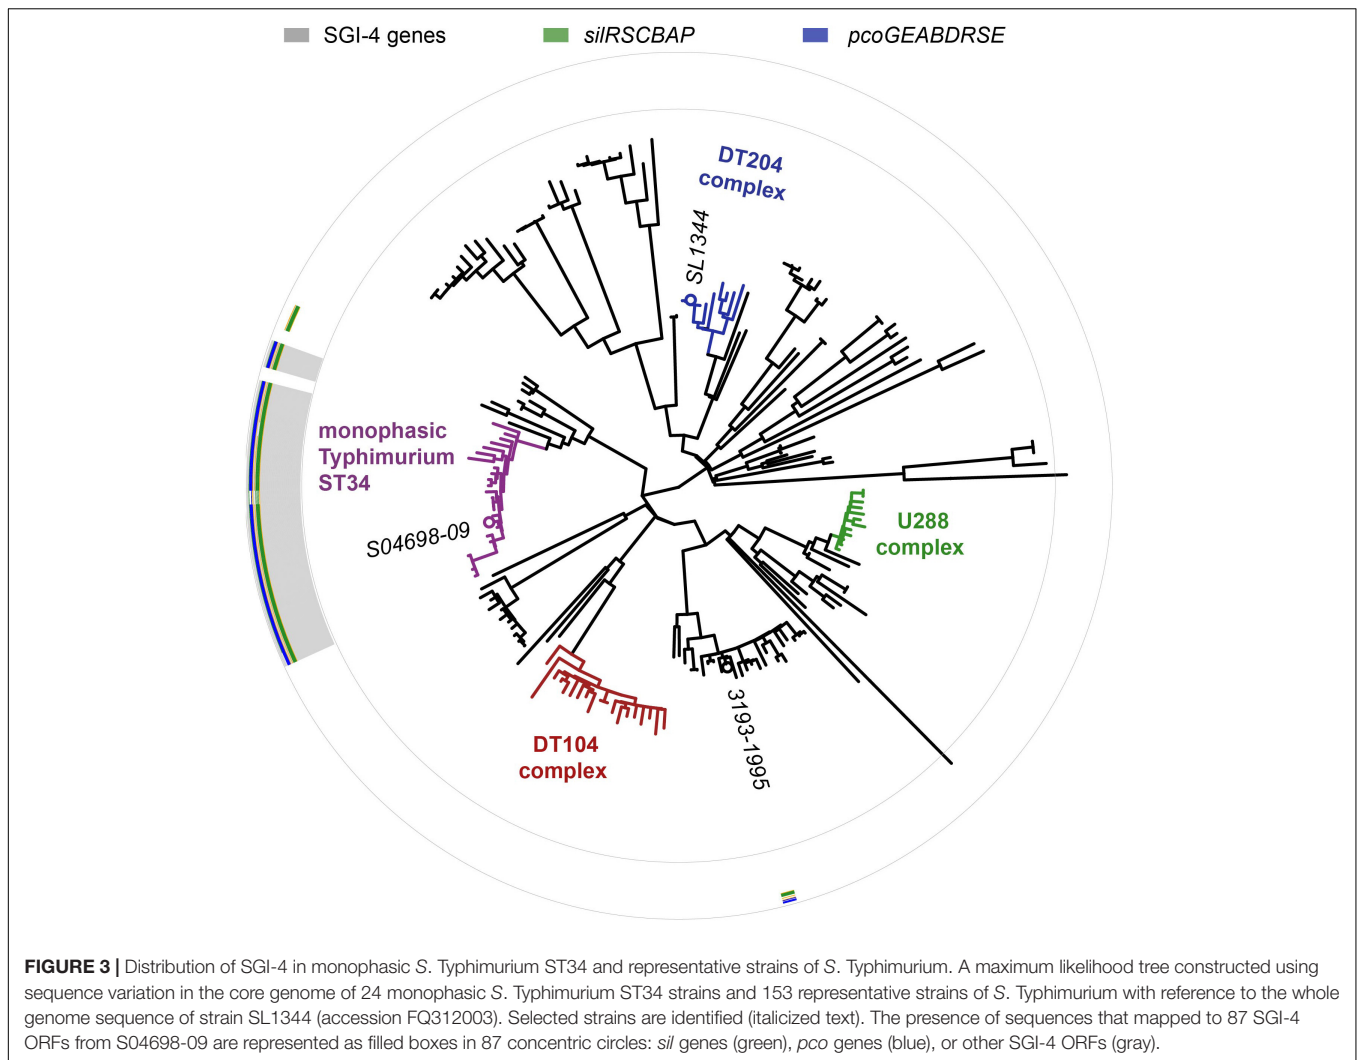 SGI-4 genes silRSCBAP pcoGEABDRSE
DT204
complex
SL1344
monophasic
Typhimurium
ST34
S04698-09
U288
complex
3193-1995
DT104
complex
FIGURE 3 | Distribution of SGI-4 in monophasic S. Typhimurium ST34 and representative strains of S. Typhimurium. A maximum likelihood tree constructed using
sequence variation in the core genome of 24 monophasic S. Typhimurium ST34 strains and 153 representative strains of S. Typhimurium with reference to the whole
genome sequence of strain SL1344 (accession FQ312003). Selected strains are identified (italicized text). The presence of sequences that mapped to 87 SGI-4
ORFs from S04698-09 are represented as filled boxes in 87 concentric circles: sil genes (green), pco genes (blue), or other SGI-4 ORFs (gray).